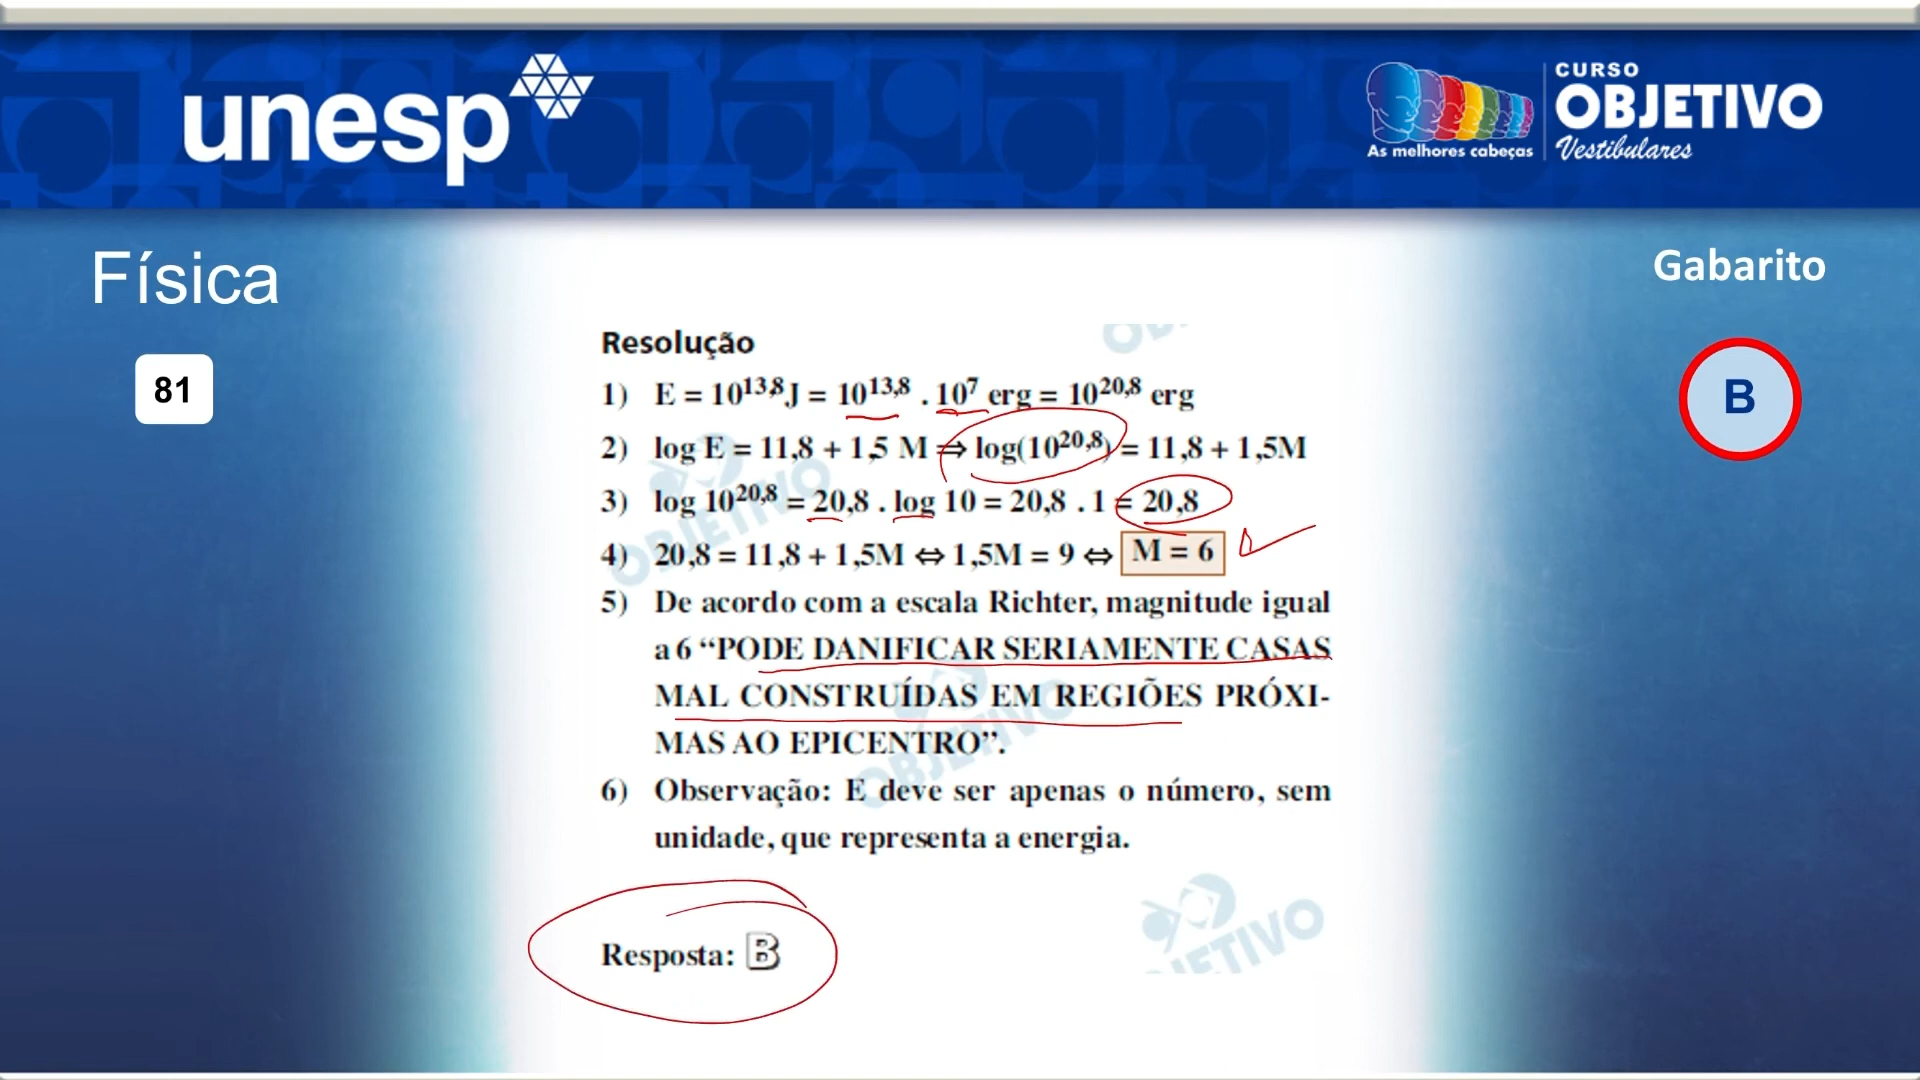 unesp
CURSO
OBJETIVO
Vestibulares
As melhores cabeças
Física
81
Gabarito
B
Resolução
1) E = 10^13,8 J = 10^13,8 . 10^7 erg = 10^20,8 erg
2) log E = 11,8 + 1,5 M ⇒ log(10^20,8) = 11,8 + 1,5M
3) log 10^20,8 = 20,8 . log 10 = 20,8 . 1 = 20,8
4) 20,8 = 11,8 + 1,5M ⇔ 1,5M = 9 ⇔ M = 6
5) De acordo com a escala Richter, magnitude igual
a 6 “PODE DANIFICAR SERIAMENTE CASAS
MAL CONSTRUÍDAS EM REGIÕES PRÓXI-
MAS AO EPICENTRO”.
6) Observação: E deve ser apenas o número, sem
unidade, que representa a energia.
Resposta: B
OBJETIVO
OBJETIVO